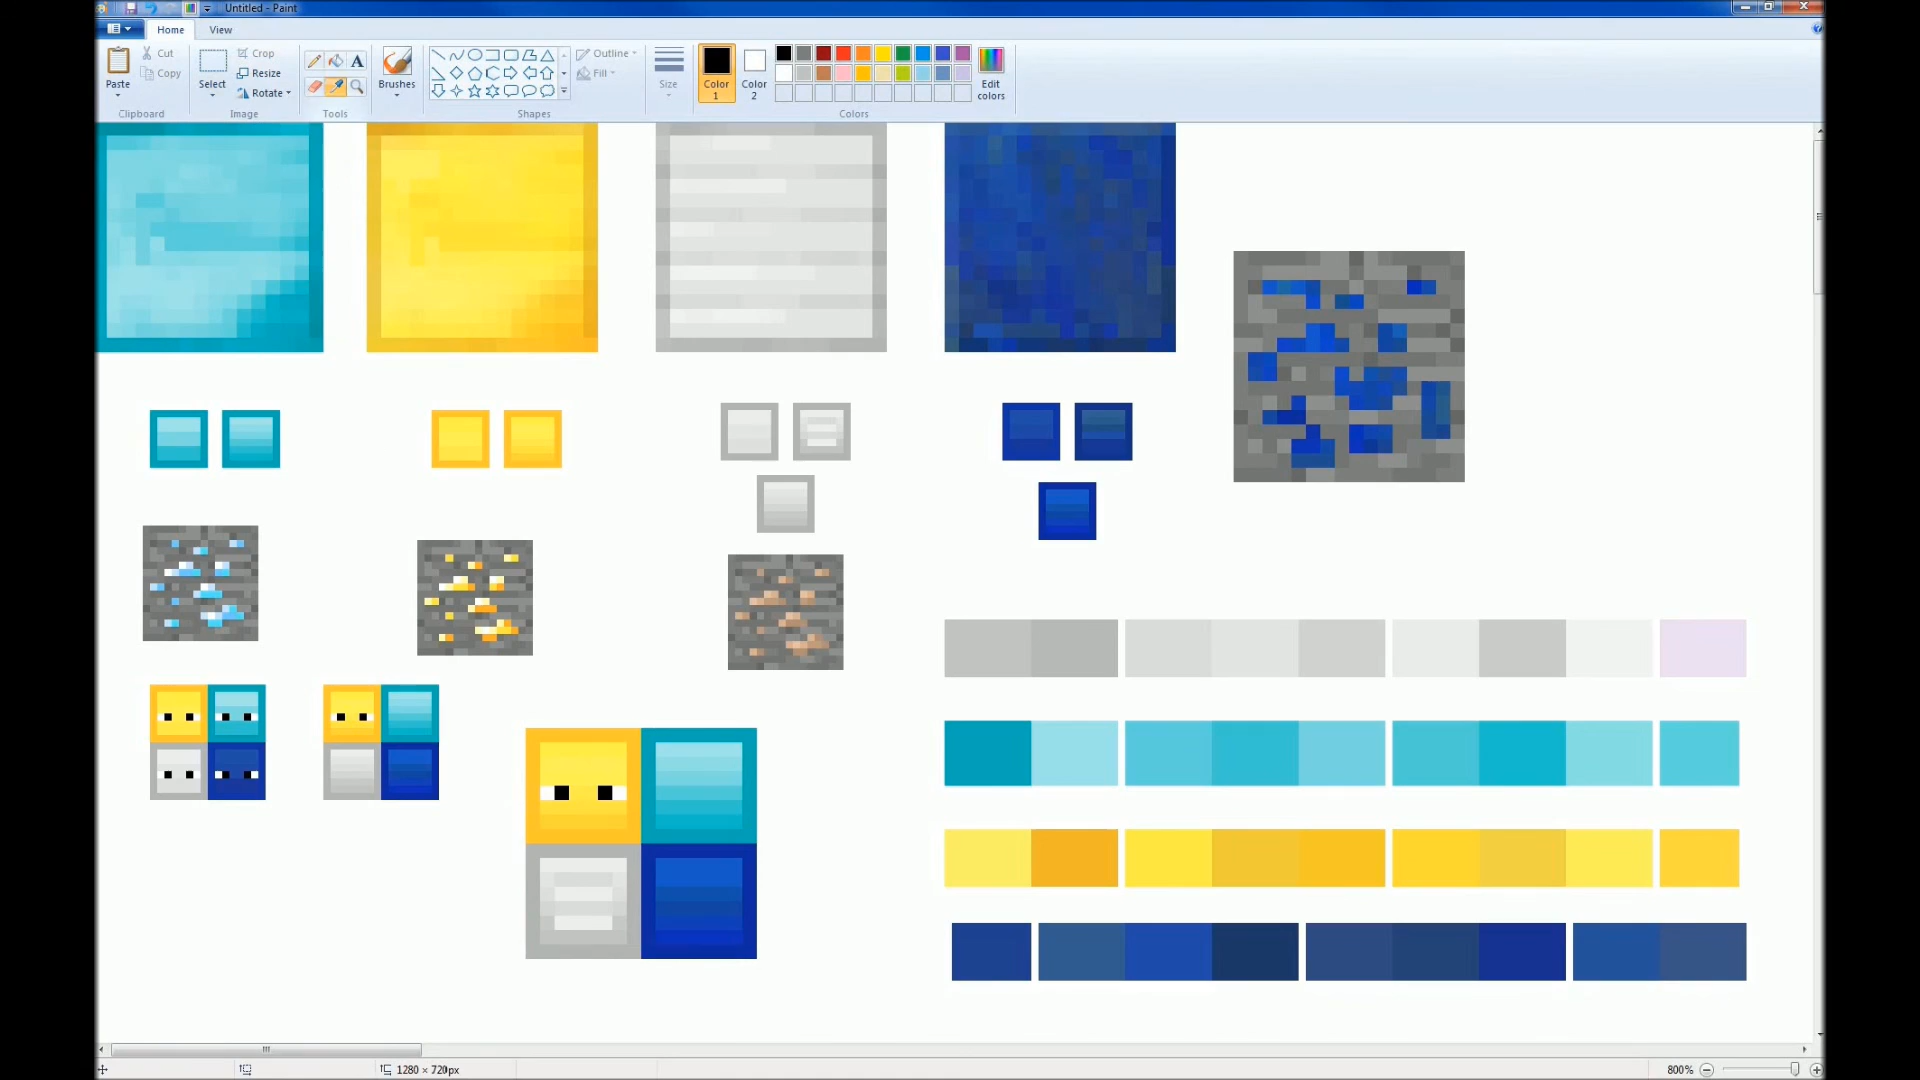 Untitled - Paint
Home
View
Paste
Cut
Copy
Clipboard
Select
Crop
Resize
Rotate
Image
A
Tools
Brushes
Outline
Fill
Shapes
Size
Color
1
Color
2
Edit
colors
Colors
1280 × 720px
800%